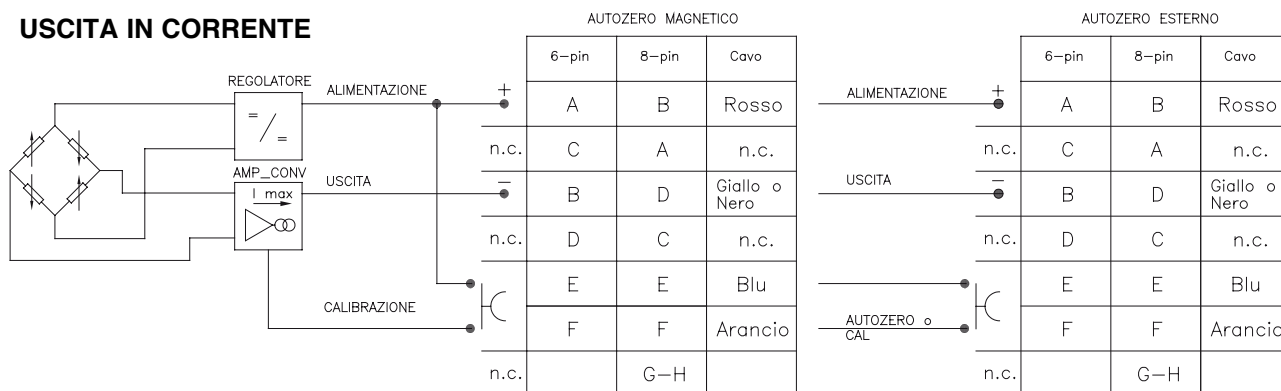 USCITA IN CORRENTE
REGOLATORE
= / =
AMP_CONV
I max
ALIMENTAZIONE
USCITA
CALIBRAZIONE
AUTOZERO MAGNETICO
6-pin 8-pin Cavo
+ A B Rosso
n.c. C A n.c.
− B D Giallo o
Nero
n.c. D C n.c.
E E Blu
F F Arancio
n.c. G-H
AUTOZERO ESTERNO
6-pin 8-pin Cavo
ALIMENTAZIONE + A B Rosso
n.c. C A n.c.
USCITA − B D Giallo o
Nero
n.c. D C n.c.
E E Blu
AUTOZERO o
CAL
F F Arancio
n.c. G-H